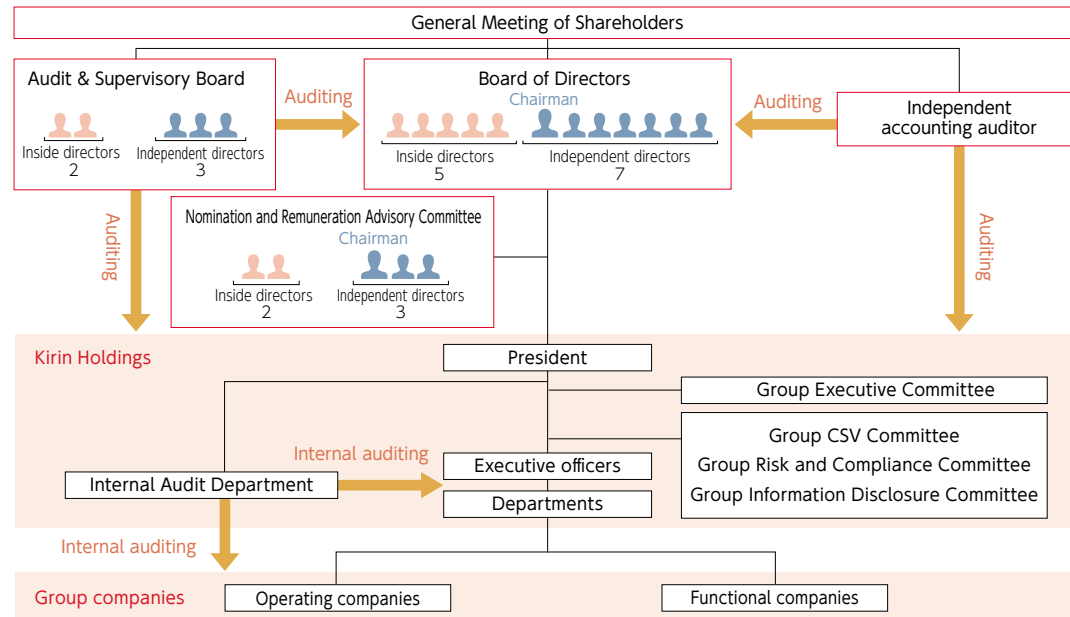 General Meeting of Shareholders
Audit & Supervisory Board
Inside directors
2
Independent directors
3
Auditing
Board of Directors
Chairman
Inside directors
5
Independent directors
7
Auditing
Independent
accounting auditor
Auditing
Nomination and Remuneration Advisory Committee
Chairman
Inside directors
2
Independent directors
3
Auditing
Kirin Holdings
President
Group Executive Committee
Group CSV Committee
Group Risk and Compliance Committee
Group Information Disclosure Committee
Internal auditing
Executive officers
Internal Audit Department
Departments
Internal auditing
Group companies
Operating companies
Functional companies